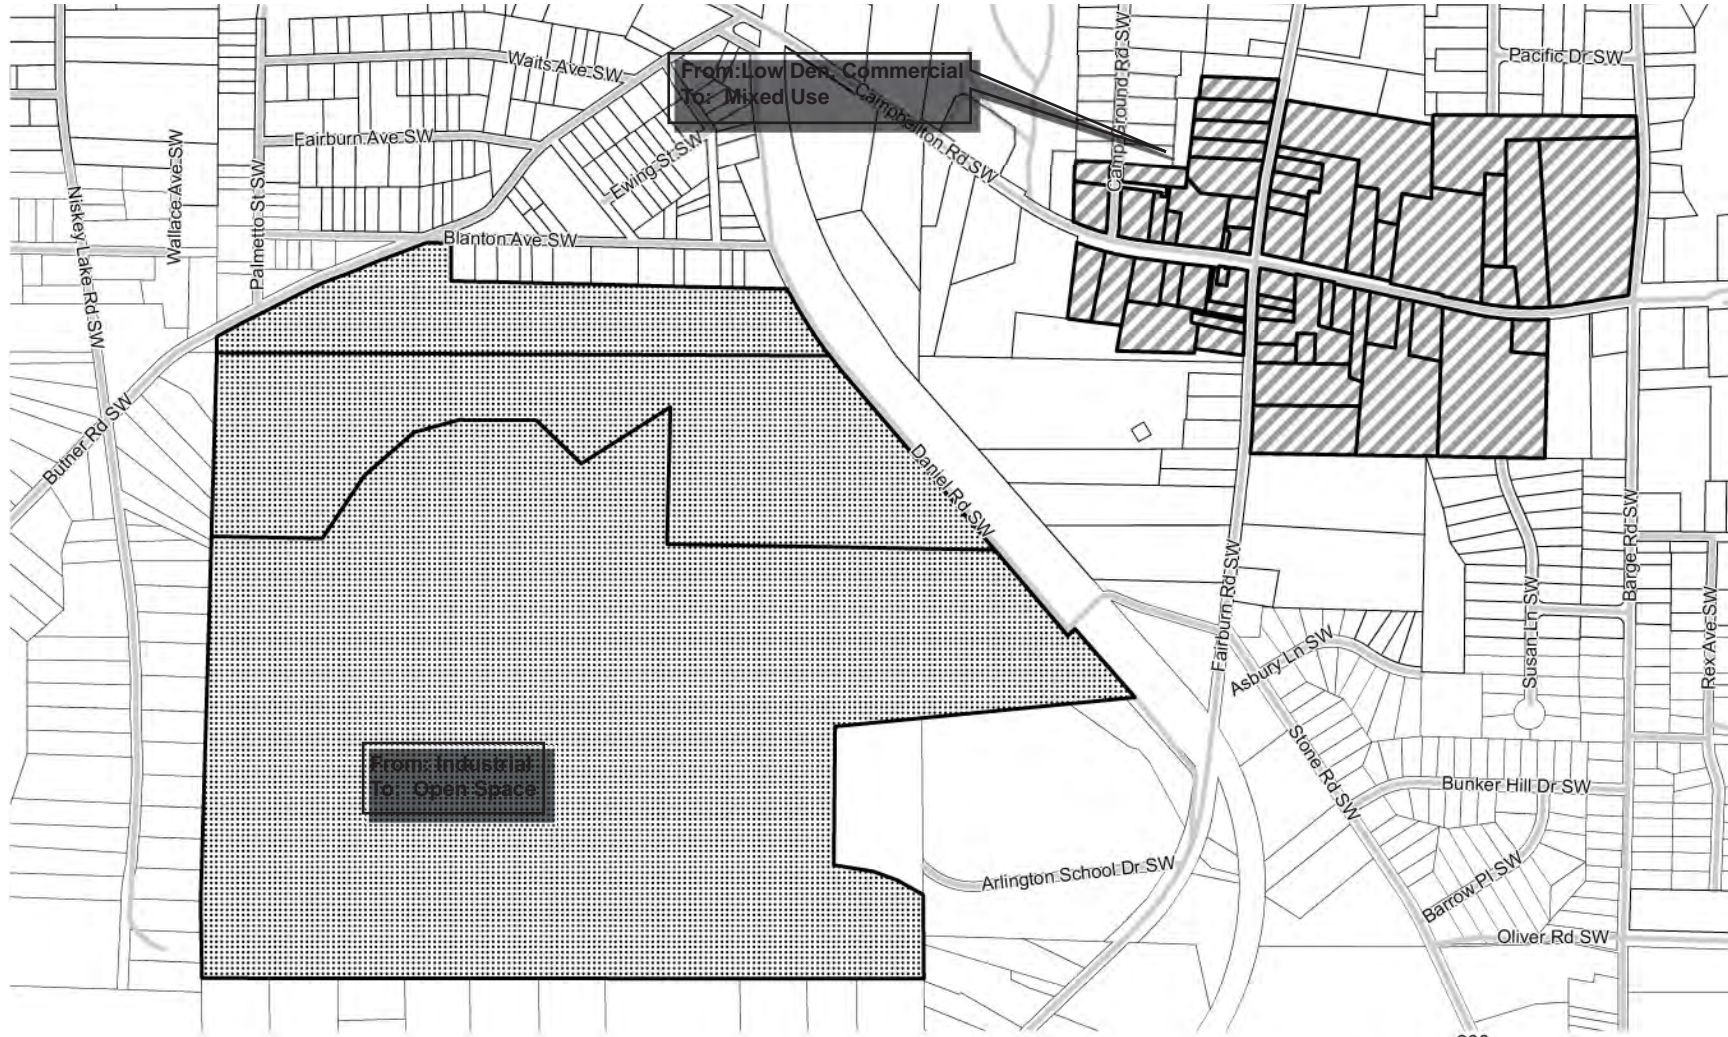 Pacific Dr SW
Waits Ave SW
From:Low Den. Commercial
To: Mixed Use
Campbellton Rd SW
Camp Ground Rd SW
Fairburn Ave SW
Wallace Ave SW
Ewing St SW
Palmetto St SW
Niskey Lake Rd SW
Blanton Ave SW
Butner Rd SW
Daniel Rd SW
Fairburn Rd SW
Barge Rd SW
Susan Ln SW
Rex Ave SW
Asbury Ln SW
Stone Rd SW
From: Industrial
To: Open Space
Bunker Hill Dr SW
Arlington School Dr SW
Barrow Pl SW
Oliver Rd SW